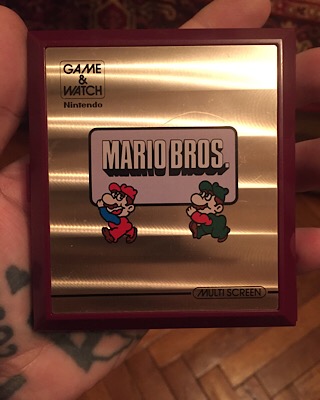 GAME
&
WATCH
Nintendo
MARIO BROS.
MULTI SCREEN